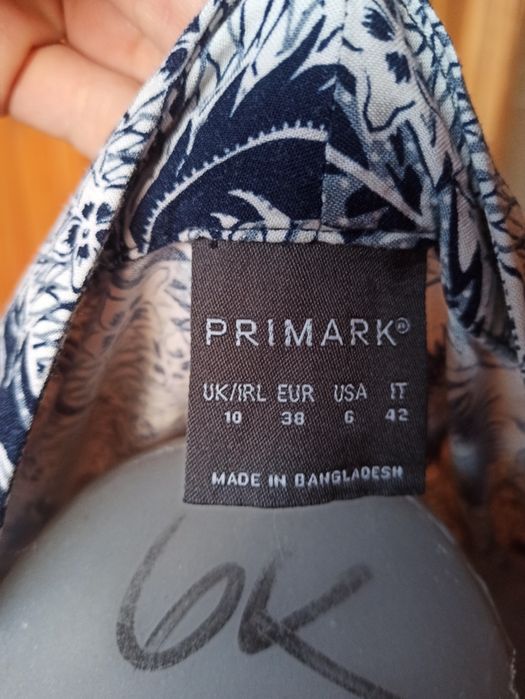 PRIMARK®
UK/IRL EUR USA IT
10 38 6 42
MADE IN BANGLADESH
6K